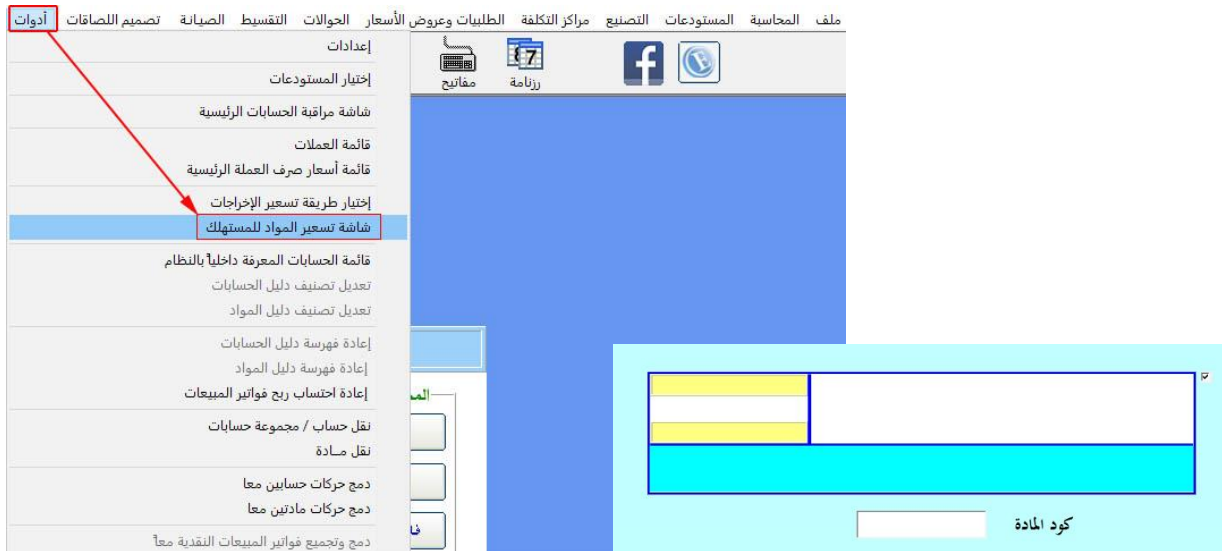 ملف المحاسبة المستودعات التصنيع مراكز التكلفة الطلبيات وعروض الأسعار الحوالات التقسيط الصيانة تصميم اللصاقات أدوات
رزنامة
مفاتيح
7
f
إعدادات
إختيار المستودعات
شاشة مراقبة الحسابات الرئيسية
قائمة العملات
قائمة أسعار صرف العملة الرئيسية
إختيار طريقة تسعير الإخراجات
شاشة تسعير المواد للمستهلك
قائمة الحسابات المعرفة داخلياً بالنظام
تعديل تصنيف دليل الحسابات
تعديل تصنيف دليل المواد
إعادة فهرسة دليل الحسابات
إعادة فهرسة دليل المواد
إعادة احتساب ربح فواتير المبيعات
نقل حساب / مجموعة حسابات
نقل مــادة
دمج حركات حسابين معا
دمج حركات مادتين معا
دمج وتجميع فواتير المبيعات النقدية معاً
كود المادة